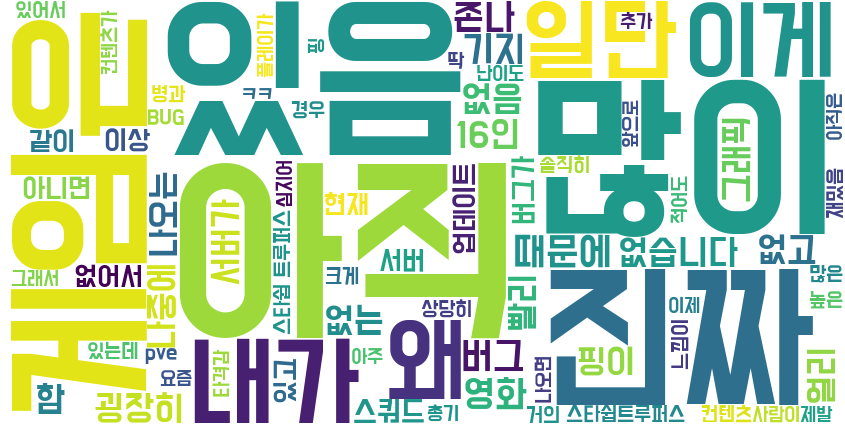 있어서
컨텐츠가
게임은
있음
ㅋㅋ
플레이가
핑
경우
존나
기지
딱
난이도
일단
추가
이게
병과
BUG
같이
이상
16인
없음
많이
앞으로
아직은
그래픽
재밌음
아니면
나오는
서버가
아직
심지어
현재
업데이트
버그가
솔직히
적어도
그래서
없어서
나중에
스타쉽 트루퍼스
크게
서버
때문에
없습니다
없고
많은
높은
있는데
pve
요즘
타격감
있고
없는
아주
상당히
빨리
진짜
이제
느낌이
얼리
함
굉장히
내가
왜
버그
영화
나오면
핑이
스쿼드
총기
거의
스타쉽트루퍼스
컨텐츠
사람이
제발